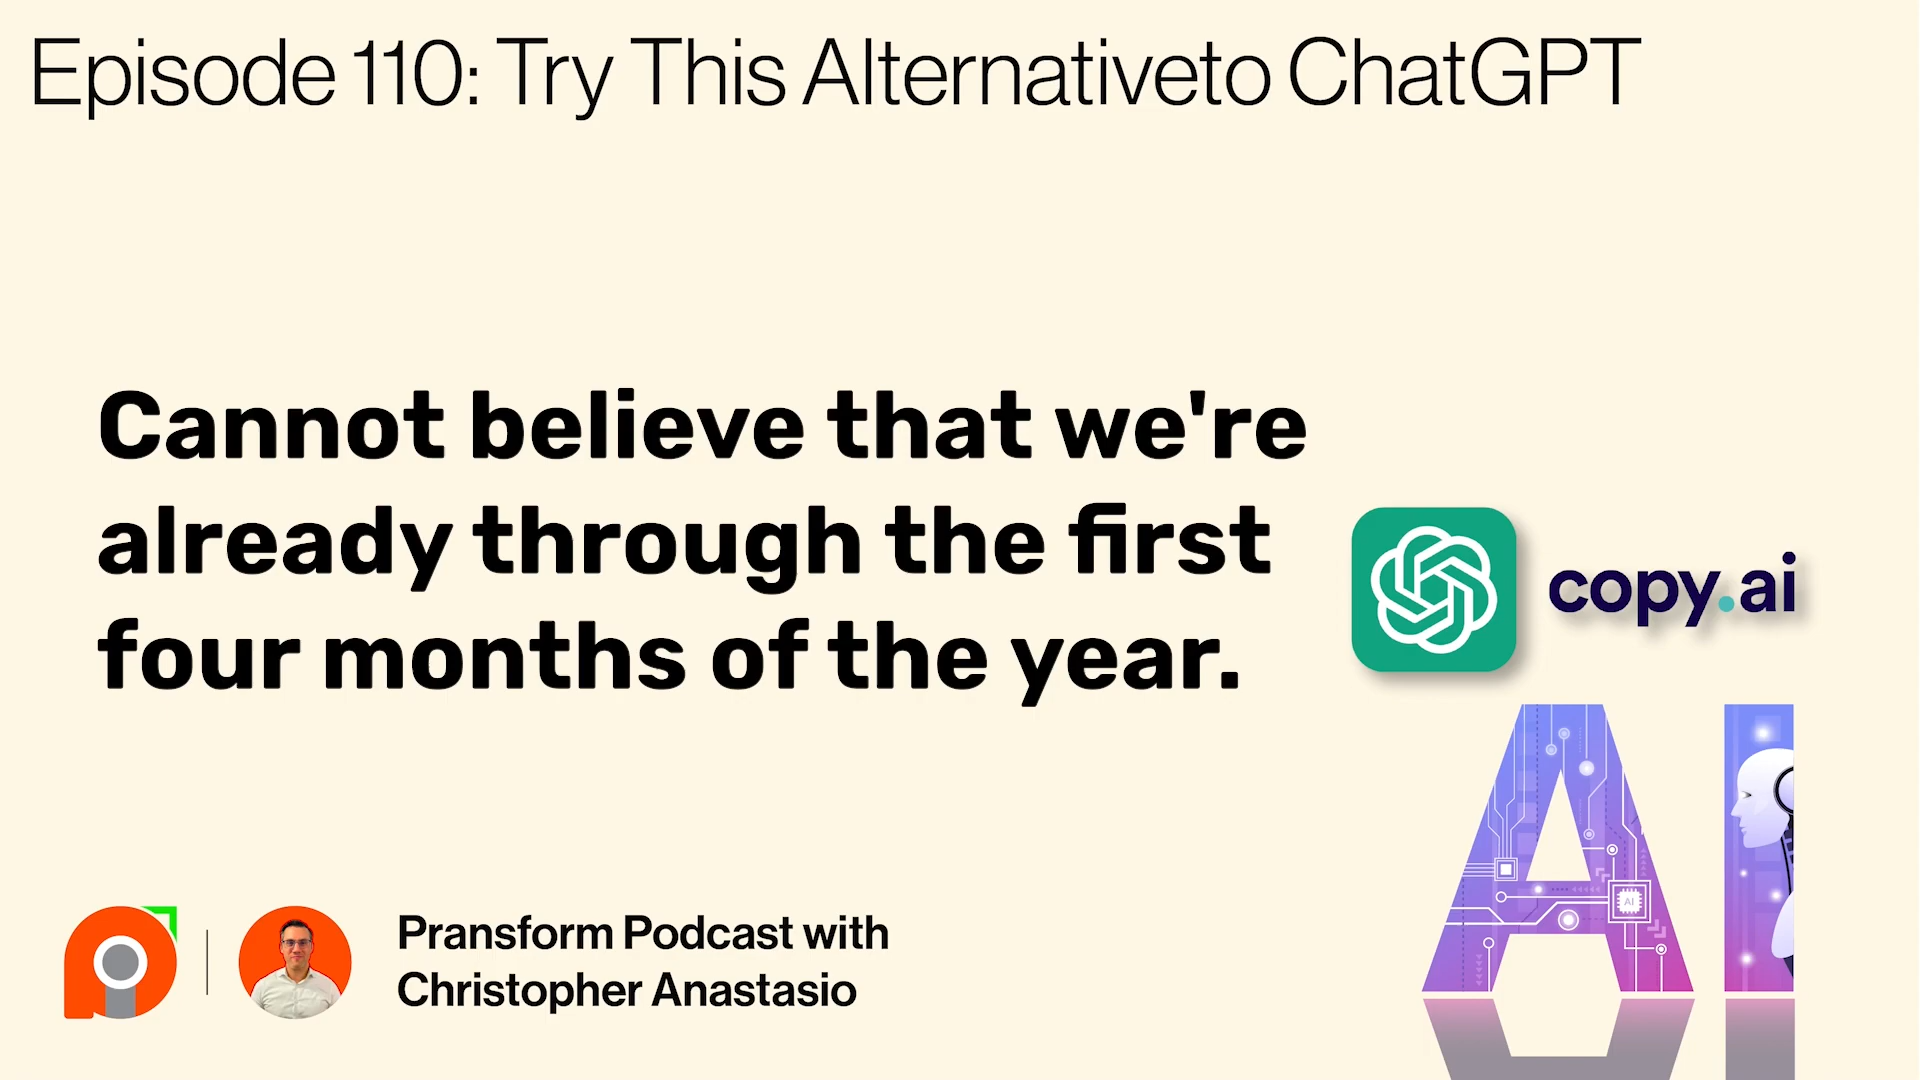 Episode 110: Try This Alternativeto ChatGPT
Cannot believe that we're
already through the first
four months of the year.
copy.ai
AI
AI
Pransform Podcast with
Christopher Anastasio